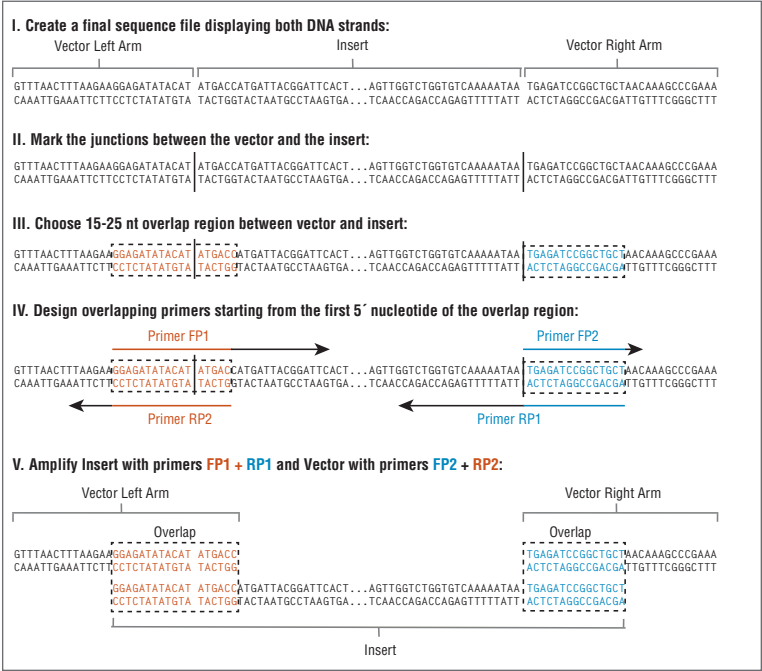 I. Create a final sequence file displaying both DNA strands:
Vector Left Arm Insert Vector Right Arm
GTTTAACTTTAAGAAGGAGATATACAT ATGACCATGATTACGGATTCACT...AGTTGGTCTGGTGTCAAAAATAA TGAGATCCGGCTGCTAACAAAGCCCGAAA
CAAATTGAAATTCTTCCTCTATATGTA TACTGGTACTAATGCCTAAGTGA...TCAACCAGACCAGAGTTTTTATT ACTCTAGGCCGACGATTGTTTCGGGCTTT
II. Mark the junctions between the vector and the insert:
GTTTAACTTTAAGAAGGAGATATACAT ATGACCATGATTACGGATTCACT...AGTTGGTCTGGTGTCAAAAATAA TGAGATCCGGCTGCTAACAAAGCCCGAAA
CAAATTGAAATTCTTCCTCTATATGTA TACTGGTACTAATGCCTAAGTGA...TCAACCAGACCAGAGTTTTTATT ACTCTAGGCCGACGATTGTTTCGGGCTTT
III. Choose 15-25 nt overlap region between vector and insert:
GTTTAACTTTAAGAAGGAGATATACAT ATGACCATGATTACGGATTCACT...AGTTGGTCTGGTGTCAAAAATAA TGAGATCCGGCTGCTAACAAAGCCCGAAA
CAAATTGAAATTCTTCCTCTATATGTA TACTGGTACTAATGCCTAAGTGA...TCAACCAGACCAGAGTTTTTATT ACTCTAGGCCGACGATTGTTTCGGGCTTT
IV. Design overlapping primers starting from the first 5´ nucleotide of the overlap region:
Primer FP1 Primer FP2
GTTTAACTTTAAGAAGGAGATATACAT ATGACCATGATTACGGATTCACT...AGTTGGTCTGGTGTCAAAAATAA TGAGATCCGGCTGCTAACAAAGCCCGAAA
CAAATTGAAATTCTTCCTCTATATGTA TACTGGTACTAATGCCTAAGTGA...TCAACCAGACCAGAGTTTTTATT ACTCTAGGCCGACGATTGTTTCGGGCTTT
Primer RP2 Primer RP1
V. Amplify Insert with primers FP1 + RP1 and Vector with primers FP2 + RP2:
Vector Left Arm Vector Right Arm
Overlap Overlap
GTTTAACTTTAAGAAGGAGATATACAT ATGACC TGAGATCCGGCTGCTAACAAAGCCCGAAA
CAAATTGAAATTCTTCCTCTATATGTA TACTGG ACTCTAGGCCGACGATTGTTTCGGGCTTT
GGAGATATACAT ATGACCATGATTACGGATTCACT...AGTTGGTCTGGTGTCAAAAATAA TGAGATCCGGCTGCT
CCTCTATATGTA TACTGGTACTAATGCCTAAGTGA...TCAACCAGACCAGAGTTTTTATT ACTCTAGGCCGACGA
Insert